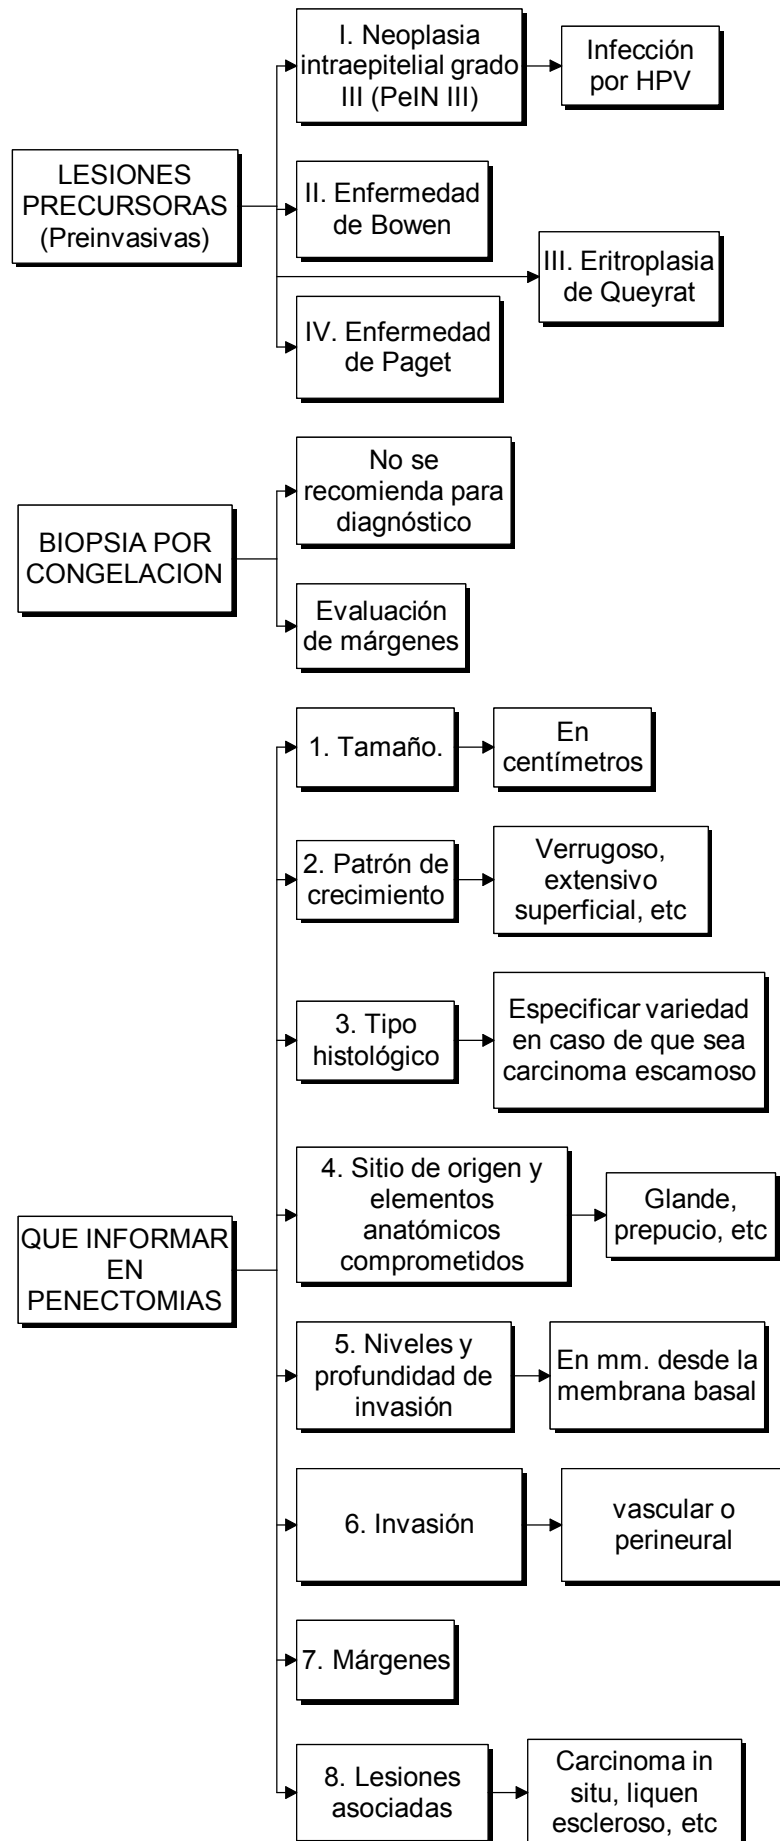 I. Neoplasia
intraepitelial grado
III (PeIN III)
Infección
por HPV
LESIONES
PRECURSORAS
(Preinvasivas)
II. Enfermedad
de Bowen
III. Eritroplasia
de Queyrat
IV. Enfermedad
de Paget
No se
recomienda para
diagnóstico
BIOPSIA POR
CONGELACION
Evaluación
de márgenes
1. Tamaño.
En
centímetros
2. Patrón de
crecimiento
Verrugoso,
extensivo
superficial, etc
3. Tipo
histológico
Especificar variedad
en caso de que sea
carcinoma escamoso
4. Sitio de origen y
elementos
anatómicos
comprometidos
Glande,
prepucio, etc
QUE INFORMAR
EN
PENECTOMIAS
5. Niveles y
profundidad de
invasión
En mm. desde la
membrana basal
6. Invasión
vascular o
perineural
7. Márgenes
8. Lesiones
asociadas
Carcinoma in
situ, liquen
escleroso, etc